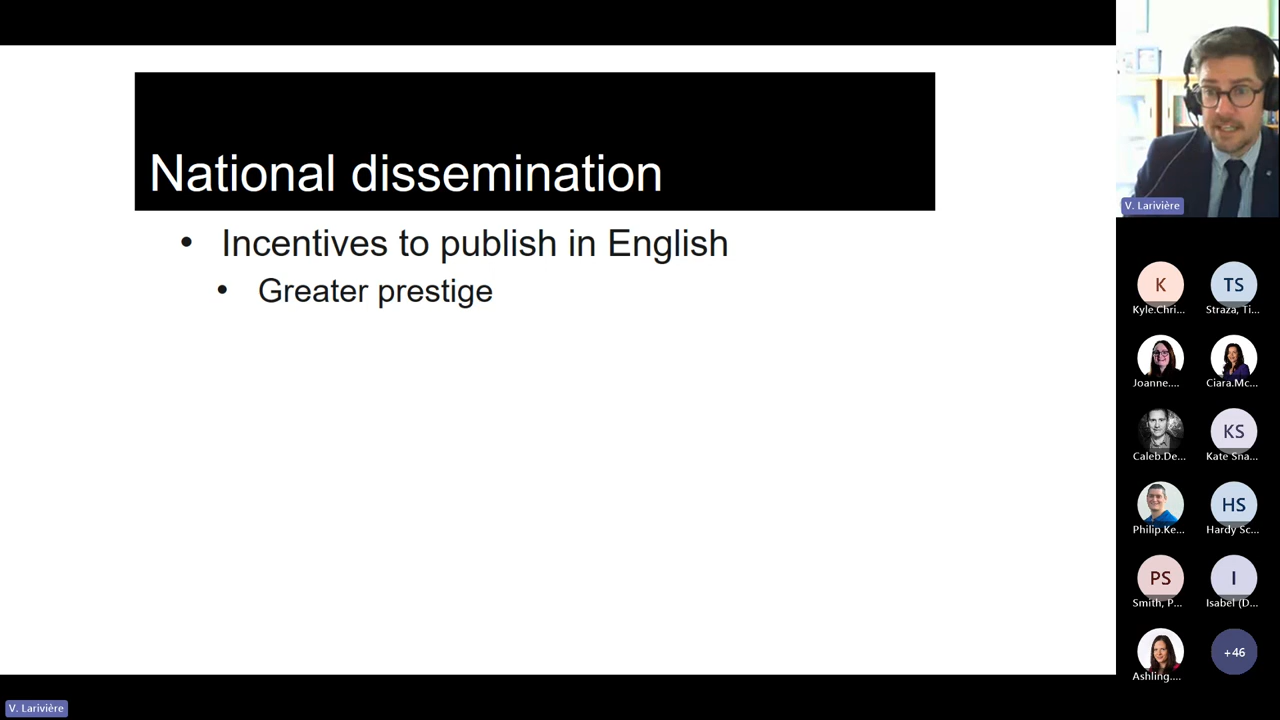 National dissemination
• Incentives to publish in English
• Greater prestige
V. Larivière
K
TS
Kyle.Chri...
Straza, Ti...
Joanne....
Ciara.Mc...
KS
Caleb.De...
Kate Sna...
HS
Philip.Ke...
Hardy Sc...
PS
I
Smith, P...
Isabel (D...
+46
Ashling....
V. Larivière